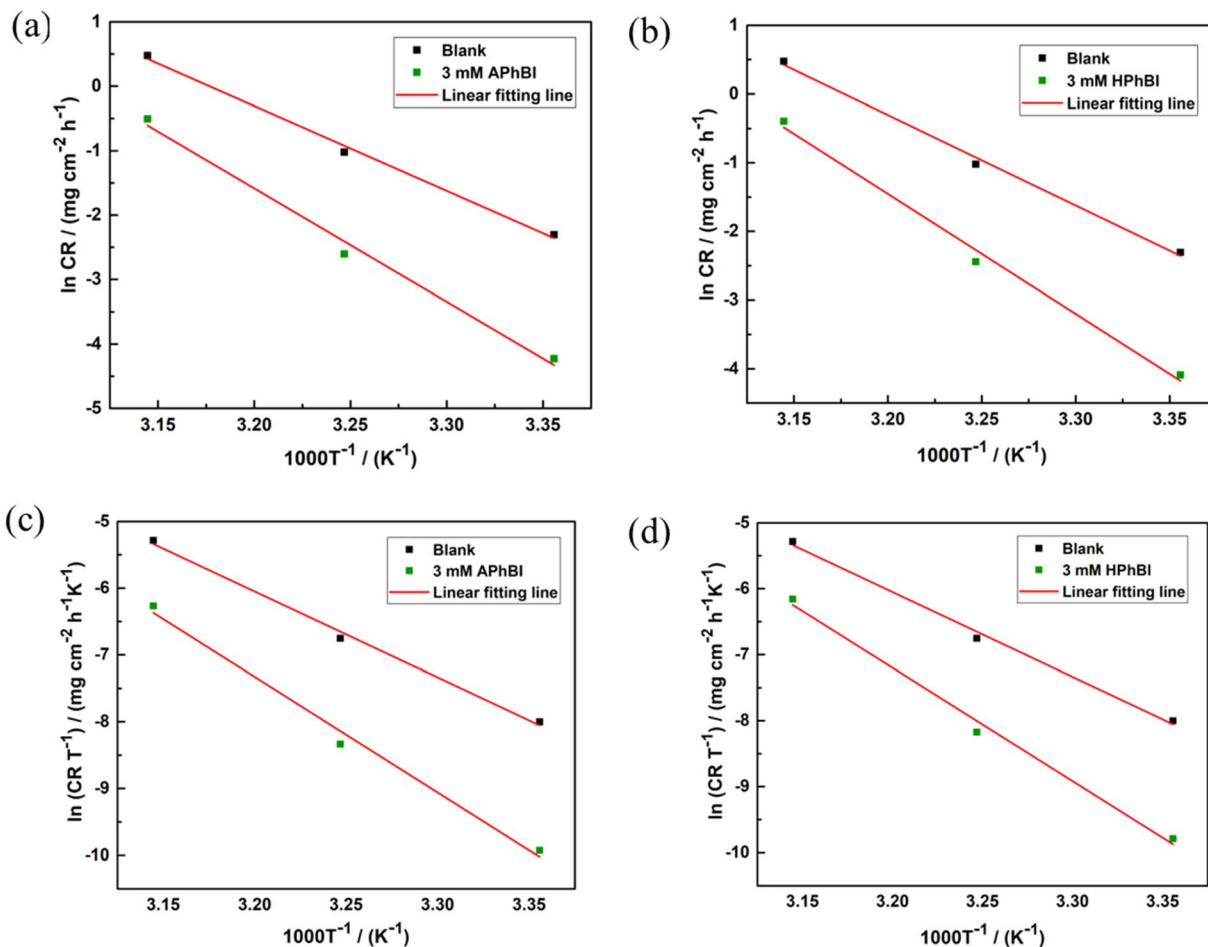 (a)
1
0
-1
-2
-3
-4
-5
ln CR / (mg cm⁻² h⁻¹)
Blank
3 mM APhBI
Linear fitting line
3.15 3.20 3.25 3.30 3.35
1000T⁻¹ / (K⁻¹)
(b)
1
0
-1
-2
-3
-4
ln CR / (mg cm⁻² h⁻¹)
Blank
3 mM HPhBI
Linear fitting line
3.15 3.20 3.25 3.30 3.35
1000T⁻¹ / (K⁻¹)
(c)
-5
-6
-7
-8
-9
-10
ln (CR T⁻¹) / (mg cm⁻² h⁻¹K⁻¹)
Blank
3 mM APhBI
Linear fitting line
3.15 3.20 3.25 3.30 3.35
1000T⁻¹ / (K⁻¹)
(d)
-5
-6
-7
-8
-9
-10
ln (CR T⁻¹) / (mg cm⁻² h⁻¹K⁻¹)
Blank
3 mM HPhBI
Linear fitting line
3.15 3.20 3.25 3.30 3.35
1000T⁻¹ / (K⁻¹)